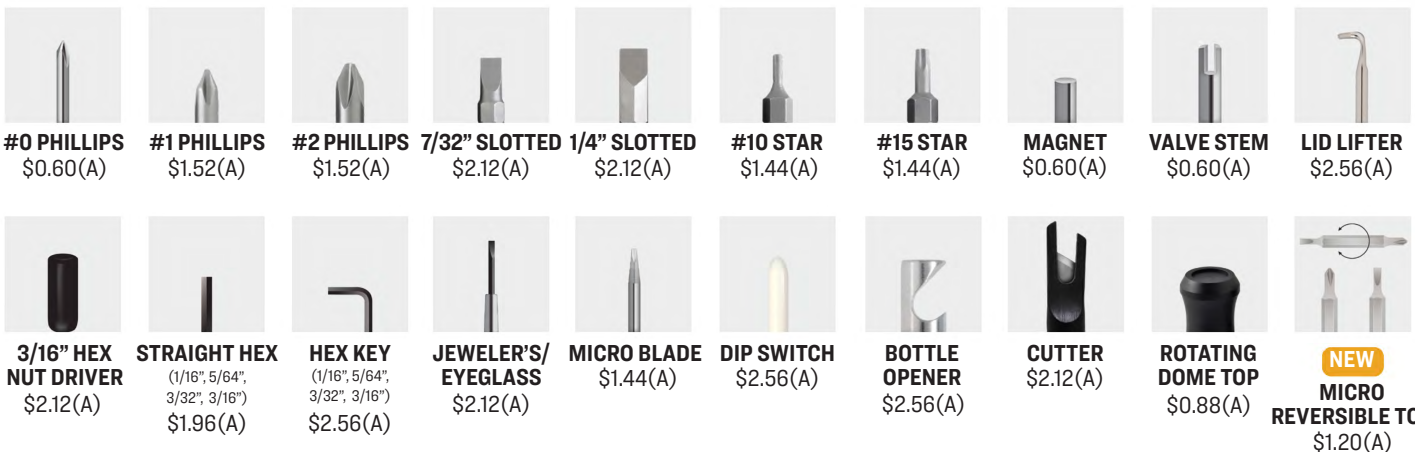 #0 PHILLIPS
$0.60(A)
#1 PHILLIPS
$1.52(A)
#2 PHILLIPS
$1.52(A)
7/32” SLOTTED
$2.12(A)
1/4” SLOTTED
$2.12(A)
#10 STAR
$1.44(A)
#15 STAR
$1.44(A)
MAGNET
$0.60(A)
VALVE STEM
$0.60(A)
LID LIFTER
$2.56(A)
3/16” HEX
NUT DRIVER
$2.12(A)
STRAIGHT HEX
(1/16”, 5/64”,
3/32”, 3/16”)
$1.96(A)
HEX KEY
(1/16”, 5/64”,
3/32”, 3/16”)
$2.56(A)
JEWELER’S/
EYEGLASS
$2.12(A)
MICRO BLADE
$1.44(A)
DIP SWITCH
$2.56(A)
BOTTLE
OPENER
$2.56(A)
CUTTER
$2.12(A)
ROTATING
DOME TOP
$0.88(A)
NEW
MICRO
REVERSIBLE
$1.20(A)